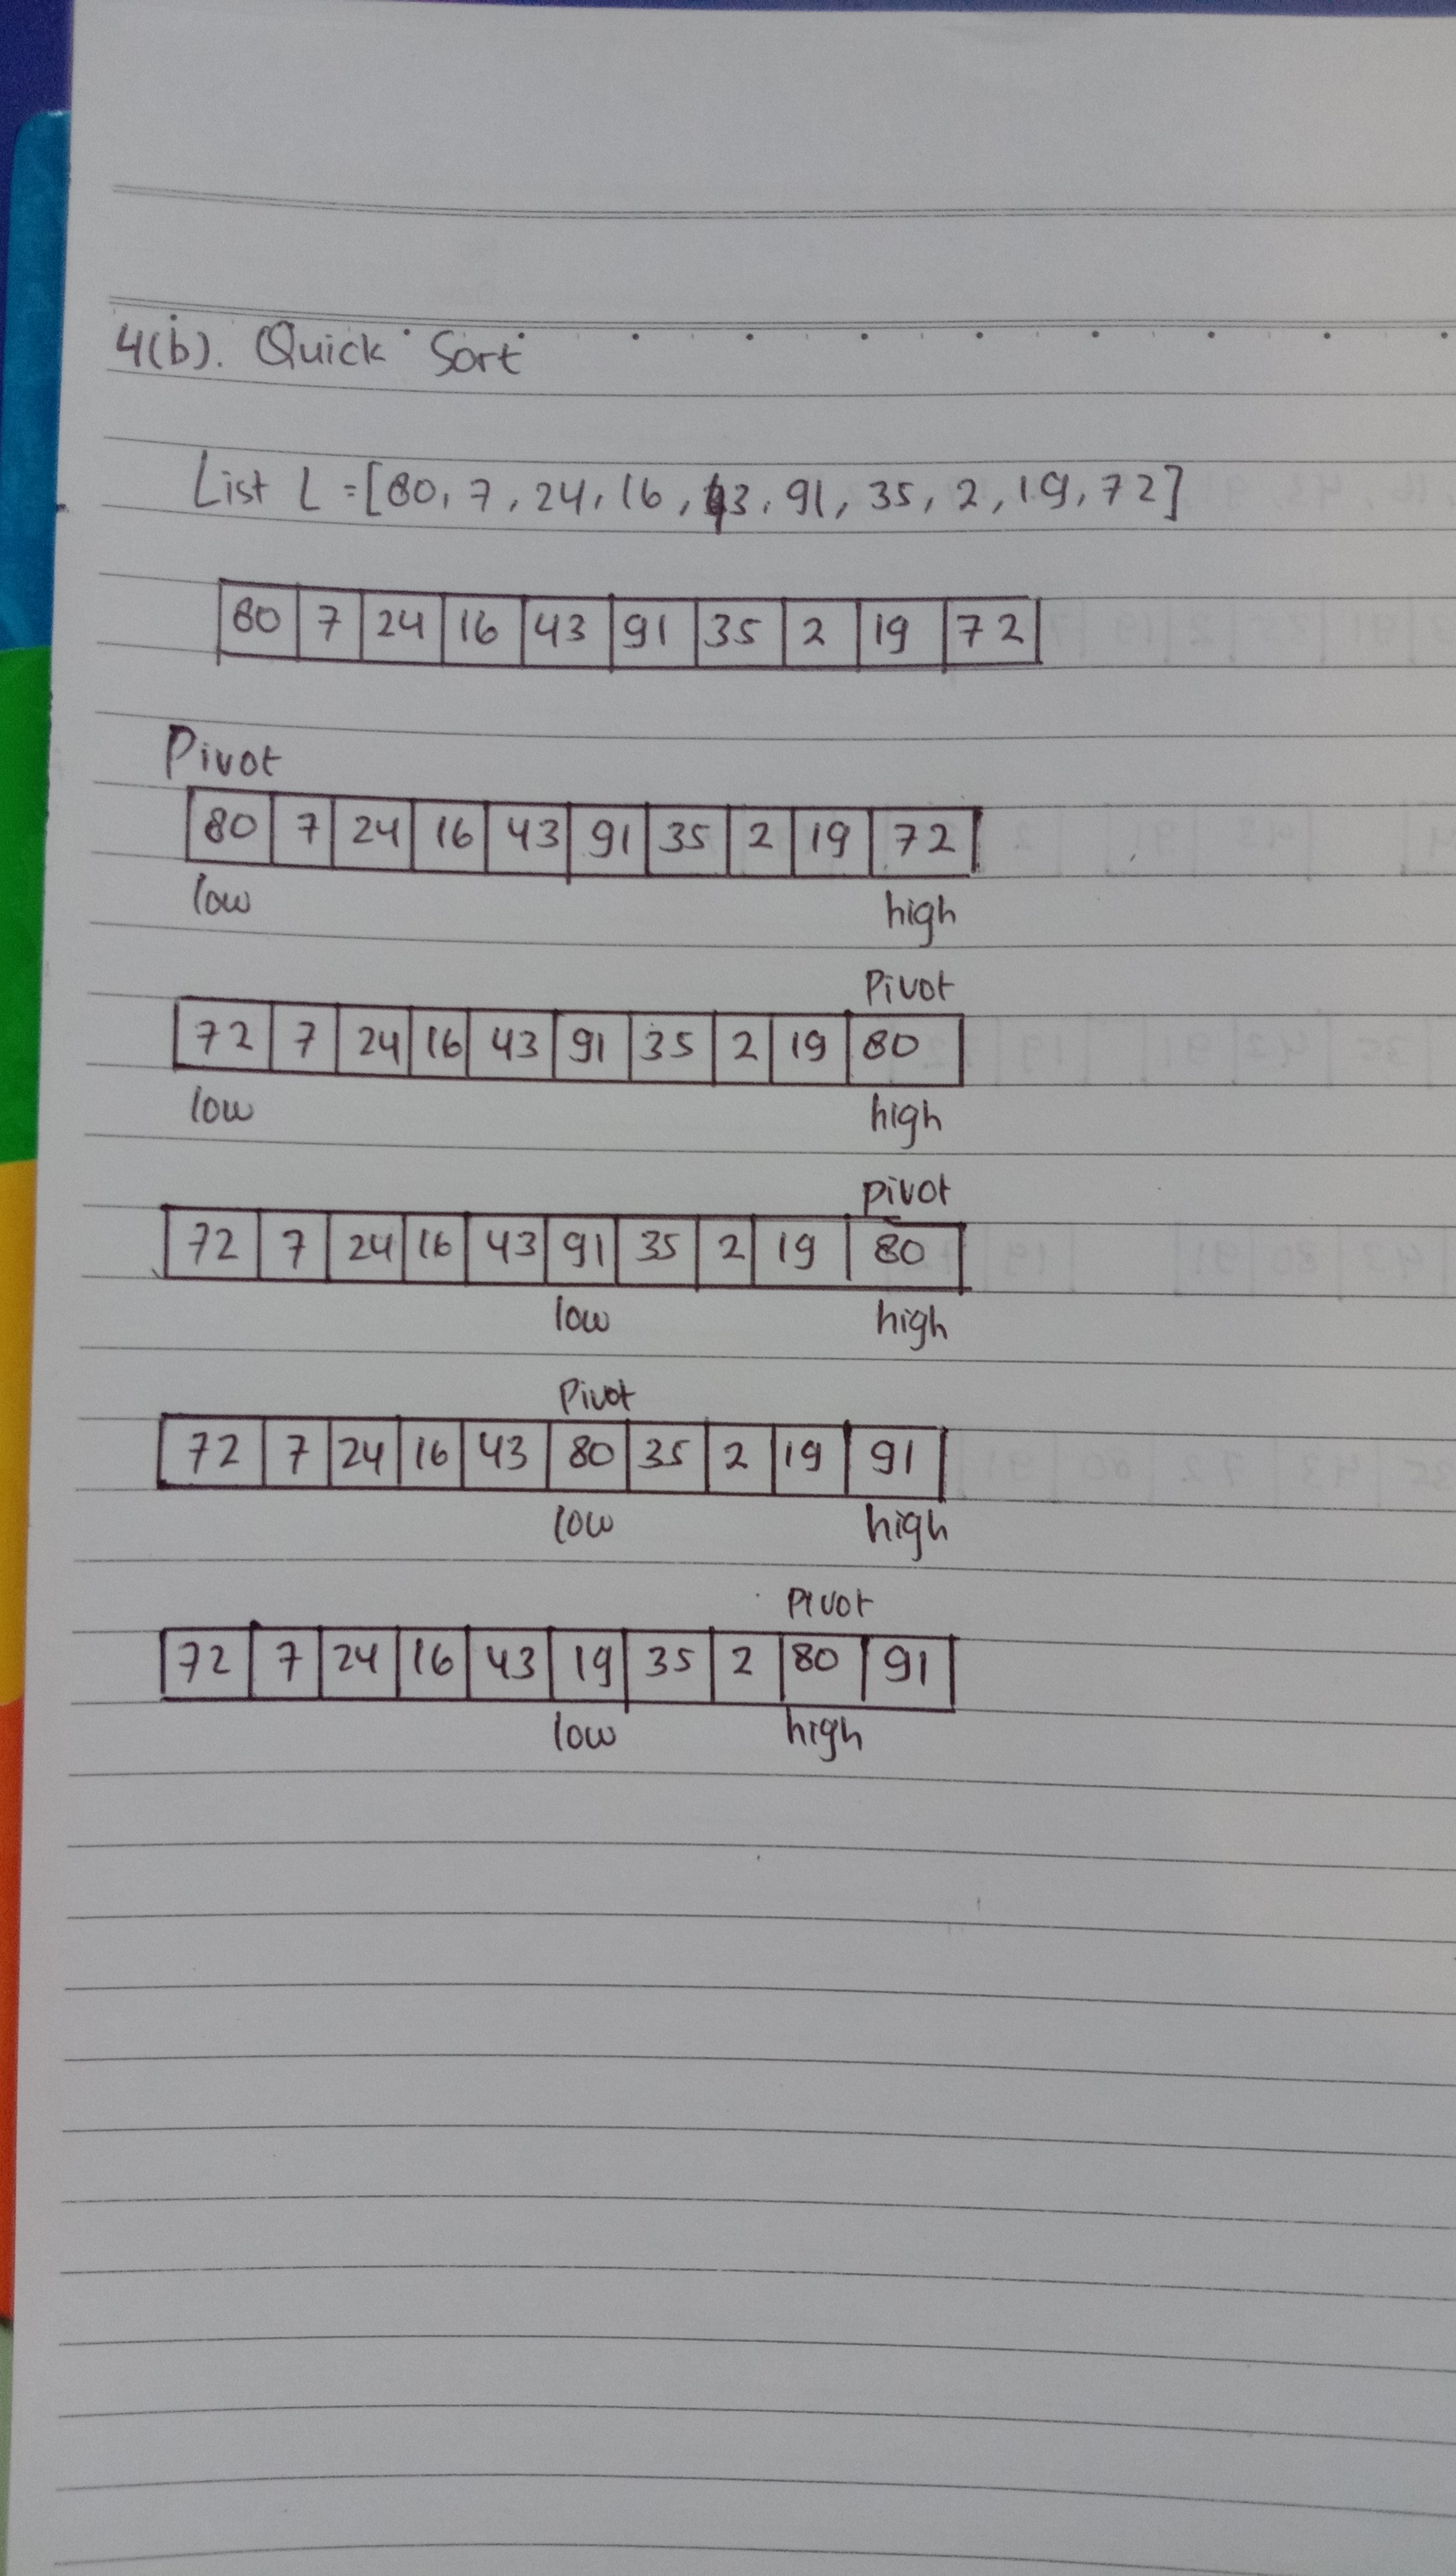 4(b). Quick Sort
List L = [80, 7, 24, 16, 43, 91, 35, 2, 19, 72]
80 7 24 16 43 91 35 2 19 72
Pivot
80 7 24 16 43 91 35 2 19 72
low high
Pivot
72 7 24 16 43 91 35 2 19 80
low high
pivot
72 7 24 16 43 91 35 2 19 80
low high
Pivot
72 7 24 16 43 80 35 2 19 91
low high
Pivot
72 7 24 16 43 19 35 2 80 91
low high